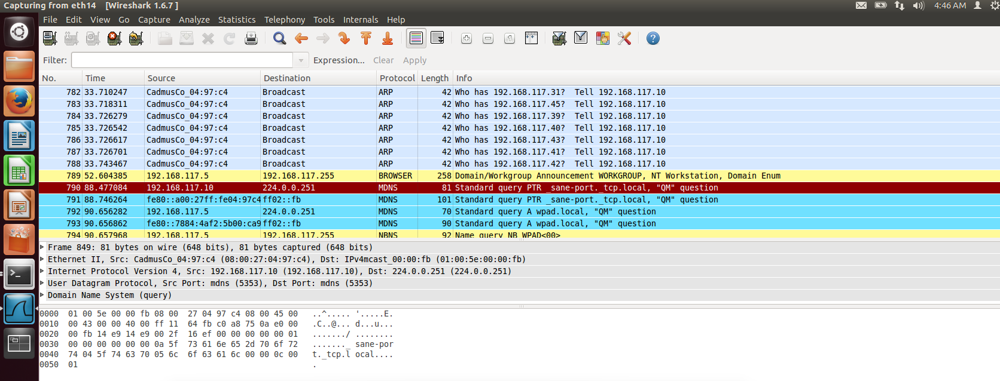 Capturing from eth14   [Wireshark 1.6.7 ]
4:46 AM
File Edit View Go Capture Analyze Statistics Telephony Tools Internals Help
Filter: Expression... Clear Apply
No. Time Source Destination Protocol Length Info
782 33.710247 CadmusCo_04:97:c4 Broadcast ARP 42 Who has 192.168.117.31?  Tell 192.168.117.10
783 33.718311 CadmusCo_04:97:c4 Broadcast ARP 42 Who has 192.168.117.45?  Tell 192.168.117.10
784 33.726279 CadmusCo_04:97:c4 Broadcast ARP 42 Who has 192.168.117.39?  Tell 192.168.117.10
785 33.726542 CadmusCo_04:97:c4 Broadcast ARP 42 Who has 192.168.117.40?  Tell 192.168.117.10
786 33.726617 CadmusCo_04:97:c4 Broadcast ARP 42 Who has 192.168.117.43?  Tell 192.168.117.10
787 33.726701 CadmusCo_04:97:c4 Broadcast ARP 42 Who has 192.168.117.41?  Tell 192.168.117.10
788 33.743467 CadmusCo_04:97:c4 Broadcast ARP 42 Who has 192.168.117.42?  Tell 192.168.117.10
789 52.604385 192.168.117.5 192.168.117.255 BROWSER 258 Domain/Workgroup Announcement WORKGROUP, NT Workstation, Domain Enum
790 88.477084 192.168.117.10 224.0.0.251 MDNS 81 Standard query PTR _sane-port._tcp.local, "QM" question
791 88.746264 fe80::a00:27ff:fe04:97c4 ff02::fb MDNS 101 Standard query PTR _sane-port._tcp.local, "QM" question
792 90.656282 192.168.117.5 224.0.0.251 MDNS 70 Standard query A wpad.local, "QM" question
793 90.656862 fe80::7884:4af2:5b00:ca9 ff02::fb MDNS 90 Standard query A wpad.local, "QM" question
794 90.657968 192.168.117.5 192.168.117.255 NBNS 92 Name query NB WPAD<00>
Frame 849: 81 bytes on wire (648 bits), 81 bytes captured (648 bits)
Ethernet II, Src: CadmusCo_04:97:c4 (08:00:27:04:97:c4), Dst: IPv4mcast_00:00:fb (01:00:5e:00:00:fb)
Internet Protocol Version 4, Src: 192.168.117.10 (192.168.117.10), Dst: 224.0.0.251 (224.0.0.251)
User Datagram Protocol, Src Port: mdns (5353), Dst Port: mdns (5353)
Domain Name System (query)
0000  01 00 5e 00 00 fb 08 00  27 04 97 c4 08 00 45 00   ..^..... '.....E.
0010  00 43 00 00 40 00 ff 11  64 fb c0 a8 75 0a e0 00   .C..@... d...u...
0020  00 fb 14 e9 14 e9 00 2f  16 ef 00 00 00 00 00 01   ......./ ........
0030  00 00 00 00 00 00 0a 5f  73 61 6e 65 2d 70 6f 72   ......._ sane-por
0040  74 04 5f 74 63 70 05 6c  6f 63 61 6c 00 00 0c 00   t._tcp.l ocal....
0050  01   .